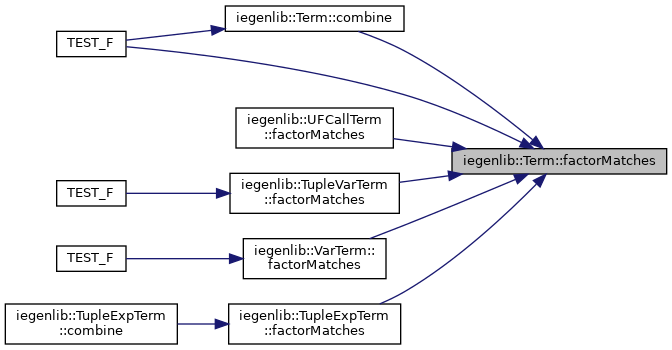 iegenlib::Term::combine
TEST_F
iegenlib::UFCallTerm
::factorMatches
iegenlib::Term::factorMatches
TEST_F
iegenlib::TupleVarTerm
::factorMatches
TEST_F
iegenlib::VarTerm::
factorMatches
iegenlib::TupleExpTerm
::combine
iegenlib::TupleExpTerm
::factorMatches